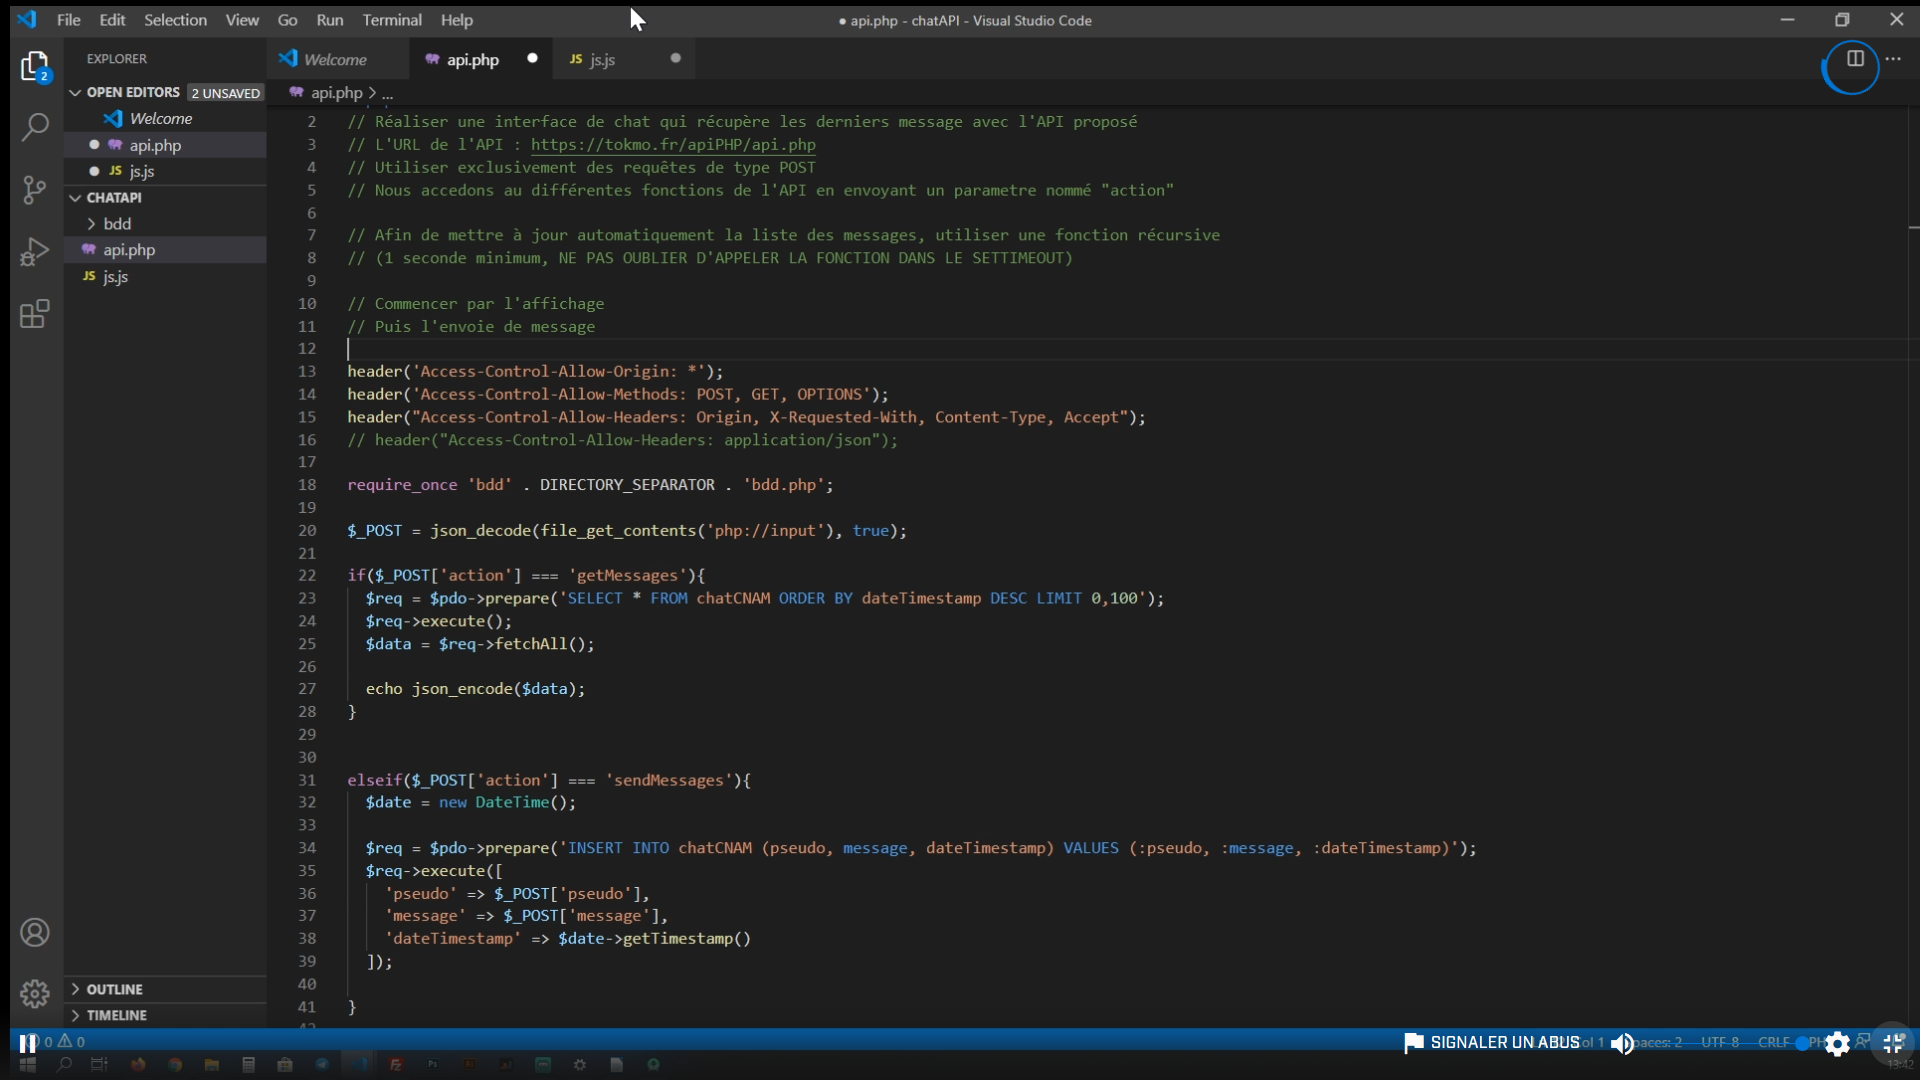 File Edit Selection View Go Run Terminal Help
● api.php - chatAPI - Visual Studio Code
EXPLORER
Welcome
api.php
JS js.js
OPEN EDITORS 2 UNSAVED
Welcome
api.php
JS js.js
CHATAPI
bdd
api.php
JS js.js
OUTLINE
TIMELINE
2
api.php > ...
2 // Réaliser une interface de chat qui récupère les derniers message avec l'API proposé
3 // L'URL de l'API : https://tokmo.fr/apiPHP/api.php
4 // Utiliser exclusivement des requêtes de type POST
5 // Nous accedons au différentes fonctions de l'API en envoyant un parametre nommé "action"
6
7 // Afin de mettre à jour automatiquement la liste des messages, utiliser une fonction récursive
8 // (1 seconde minimum, NE PAS OUBLIER D'APPELER LA FONCTION DANS LE SETTIMEOUT)
9
10 // Commencer par l'affichage
11 // Puis l'envoie de message
12
13 header('Access-Control-Allow-Origin: *');
14 header('Access-Control-Allow-Methods: POST, GET, OPTIONS');
15 header("Access-Control-Allow-Headers: Origin, X-Requested-With, Content-Type, Accept");
16 // header("Access-Control-Allow-Headers: application/json");
17
18 require_once 'bdd' . DIRECTORY_SEPARATOR . 'bdd.php';
19
20 $_POST = json_decode(file_get_contents('php://input'), true);
21
22 if($_POST['action'] === 'getMessages'){
23 $req = $pdo->prepare('SELECT * FROM chatCNAM ORDER BY dateTimestamp DESC LIMIT 0,100');
24 $req->execute();
25 $data = $req->fetchAll();
26
27 echo json_encode($data);
28 }
29
30
31 elseif($_POST['action'] === 'sendMessages'){
32 $date = new DateTime();
33
34 $req = $pdo->prepare('INSERT INTO chatCNAM (pseudo, message, dateTimestamp) VALUES (:pseudo, :message, :dateTimestamp)');
35 $req->execute([
36 'pseudo' => $_POST['pseudo'],
37 'message' => $_POST['message'],
38 'dateTimestamp' => $date->getTimestamp()
39 ]);
40
41 }
0 0
SIGNALER UN ABUS
UTF-8 CRLF
13:42